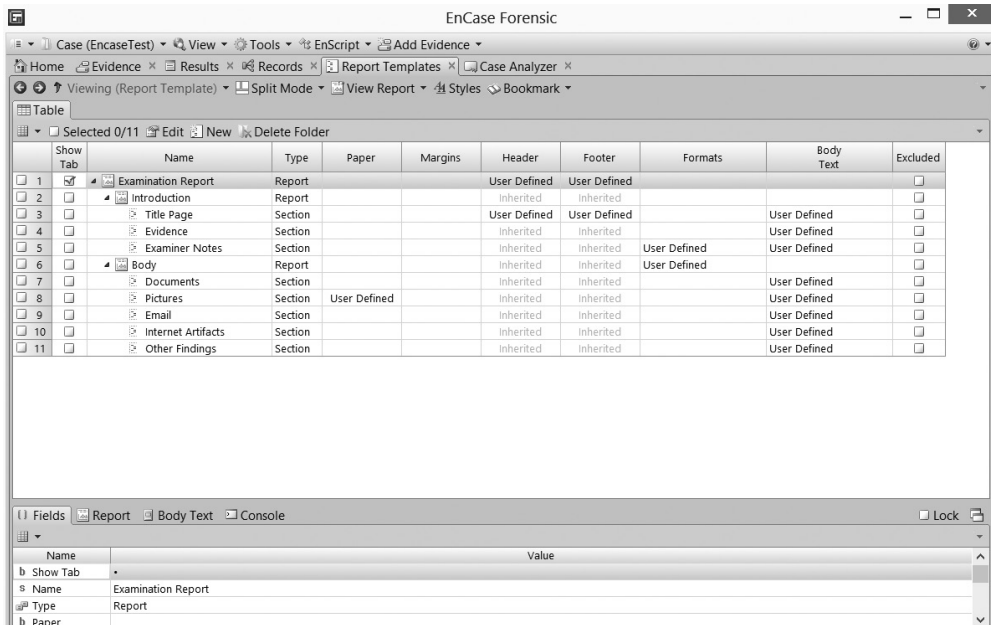 EnCase Forensic
Case (EncaseTest) View Tools EnScript Add Evidence
Home Evidence Results Records Report Templates Case Analyzer
Viewing (Report Template) Split Mode View Report Styles Bookmark
Table
Selected 0/11 Edit New Delete Folder
Show Tab Name Type Paper Margins Header Footer Formats Body Text Excluded
1 Examination Report Report User Defined User Defined
2 Introduction Report Inherited Inherited
3 Title Page Section User Defined User Defined User Defined
4 Evidence Section Inherited Inherited User Defined
5 Examiner Notes Section Inherited Inherited User Defined User Defined
6 Body Report Inherited Inherited User Defined
7 Documents Section Inherited Inherited User Defined
8 Pictures Section User Defined Inherited Inherited User Defined
9 Email Section Inherited Inherited User Defined
10 Internet Artifacts Section Inherited Inherited User Defined
11 Other Findings Section Inherited Inherited User Defined
Fields Report Body Text Console Lock
Name Value
b Show Tab •
s Name Examination Report
Type Report
b Paper